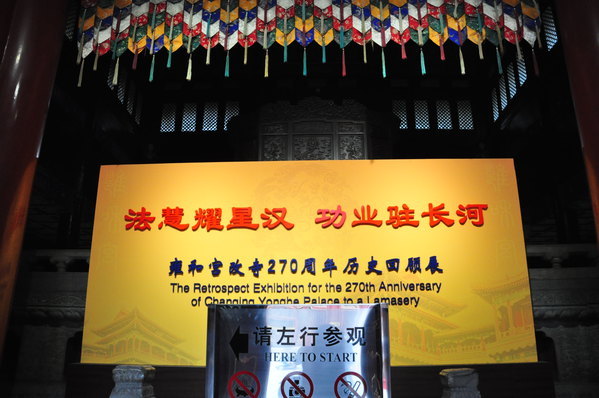 法慧耀星汉 功业驻长河
雍和宫改寺270周年历史回顾展
The Retrospect Exhibition for the 270th Anniversary
of Changing Yonghe Palace to a Lamasery
请左行参观
HERE TO START